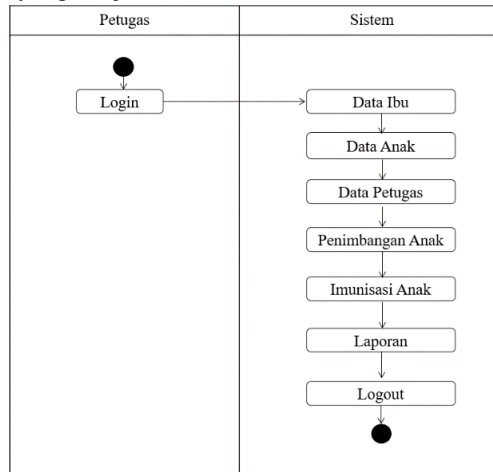 Petugas
Sistem
Login
Data Ibu
Data Anak
Data Petugas
Penimbangan Anak
Imunisasi Anak
Laporan
Logout